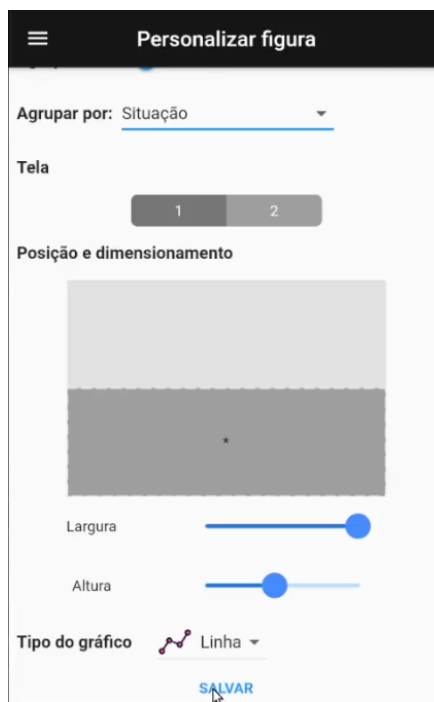 Personalizar figura
Agrupar por: Situação
Tela
1 2
Posição e dimensionamento
*
Largura
Altura
Tipo do gráfico Linha
SALVAR